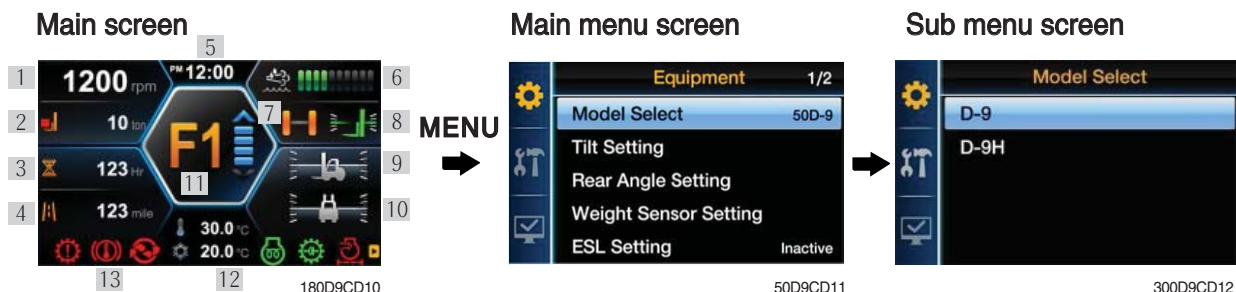 Main screen
Main menu screen
Sub menu screen
5
1
1200 rpm
PM 12:00
6
2
10 ton
7
8
3
123 Hr
F1
11
9
4
123 mile
10
30.0 °C
20.0 °C
13
12
180D9CD10
MENU
Equipment 1/2
Model Select 50D-9
Tilt Setting
Rear Angle Setting
Weight Sensor Setting
ESL Setting Inactive
50D9CD11
Model Select
D-9
D-9H
300D9CD12